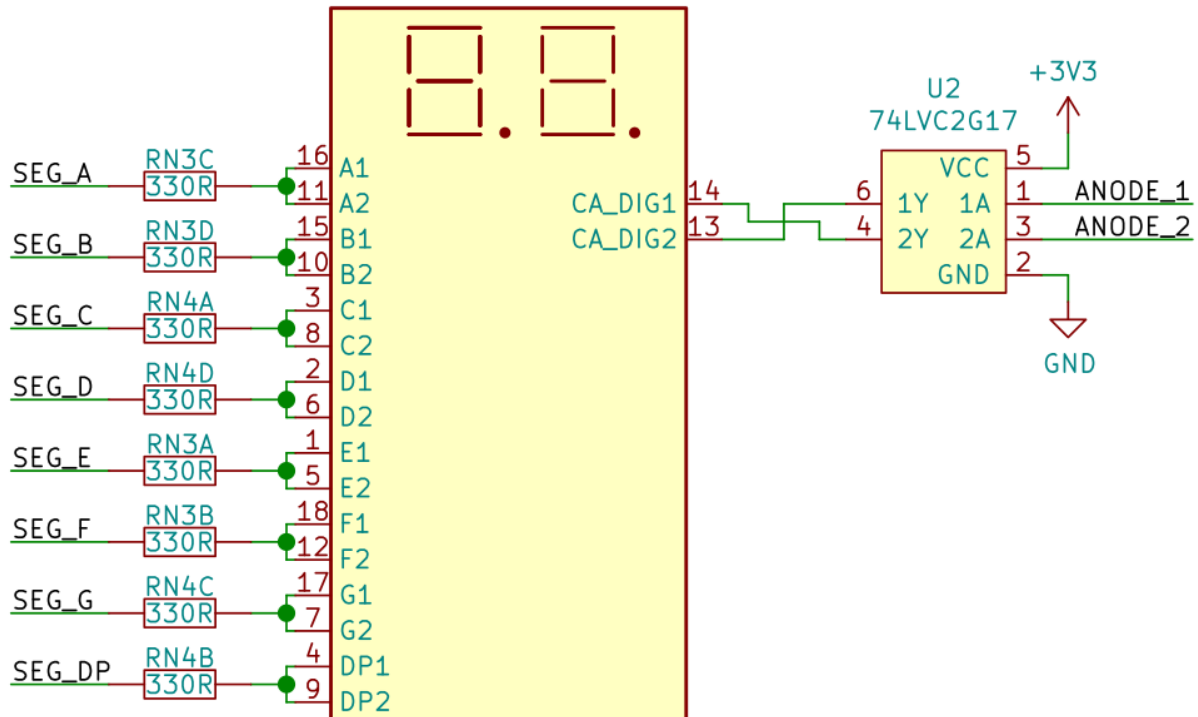 +3V3
U2
74LVC2G17
SEG_A
RN3C
330R
16
A1
11
A2
SEG_B
RN3D
330R
15
B1
10
B2
SEG_C
RN4A
330R
3
C1
8
C2
SEG_D
RN4D
330R
2
D1
6
D2
SEG_E
RN3A
330R
1
E1
5
E2
SEG_F
RN3B
330R
18
F1
12
F2
SEG_G
RN4C
330R
17
G1
7
G2
SEG_DP
RN4B
330R
4
DP1
9
DP2
CA_DIG1
14
CA_DIG2
13
VCC
5
6
1Y
1A
1
ANODE_1
4
2Y
2A
3
ANODE_2
GND
2
GND